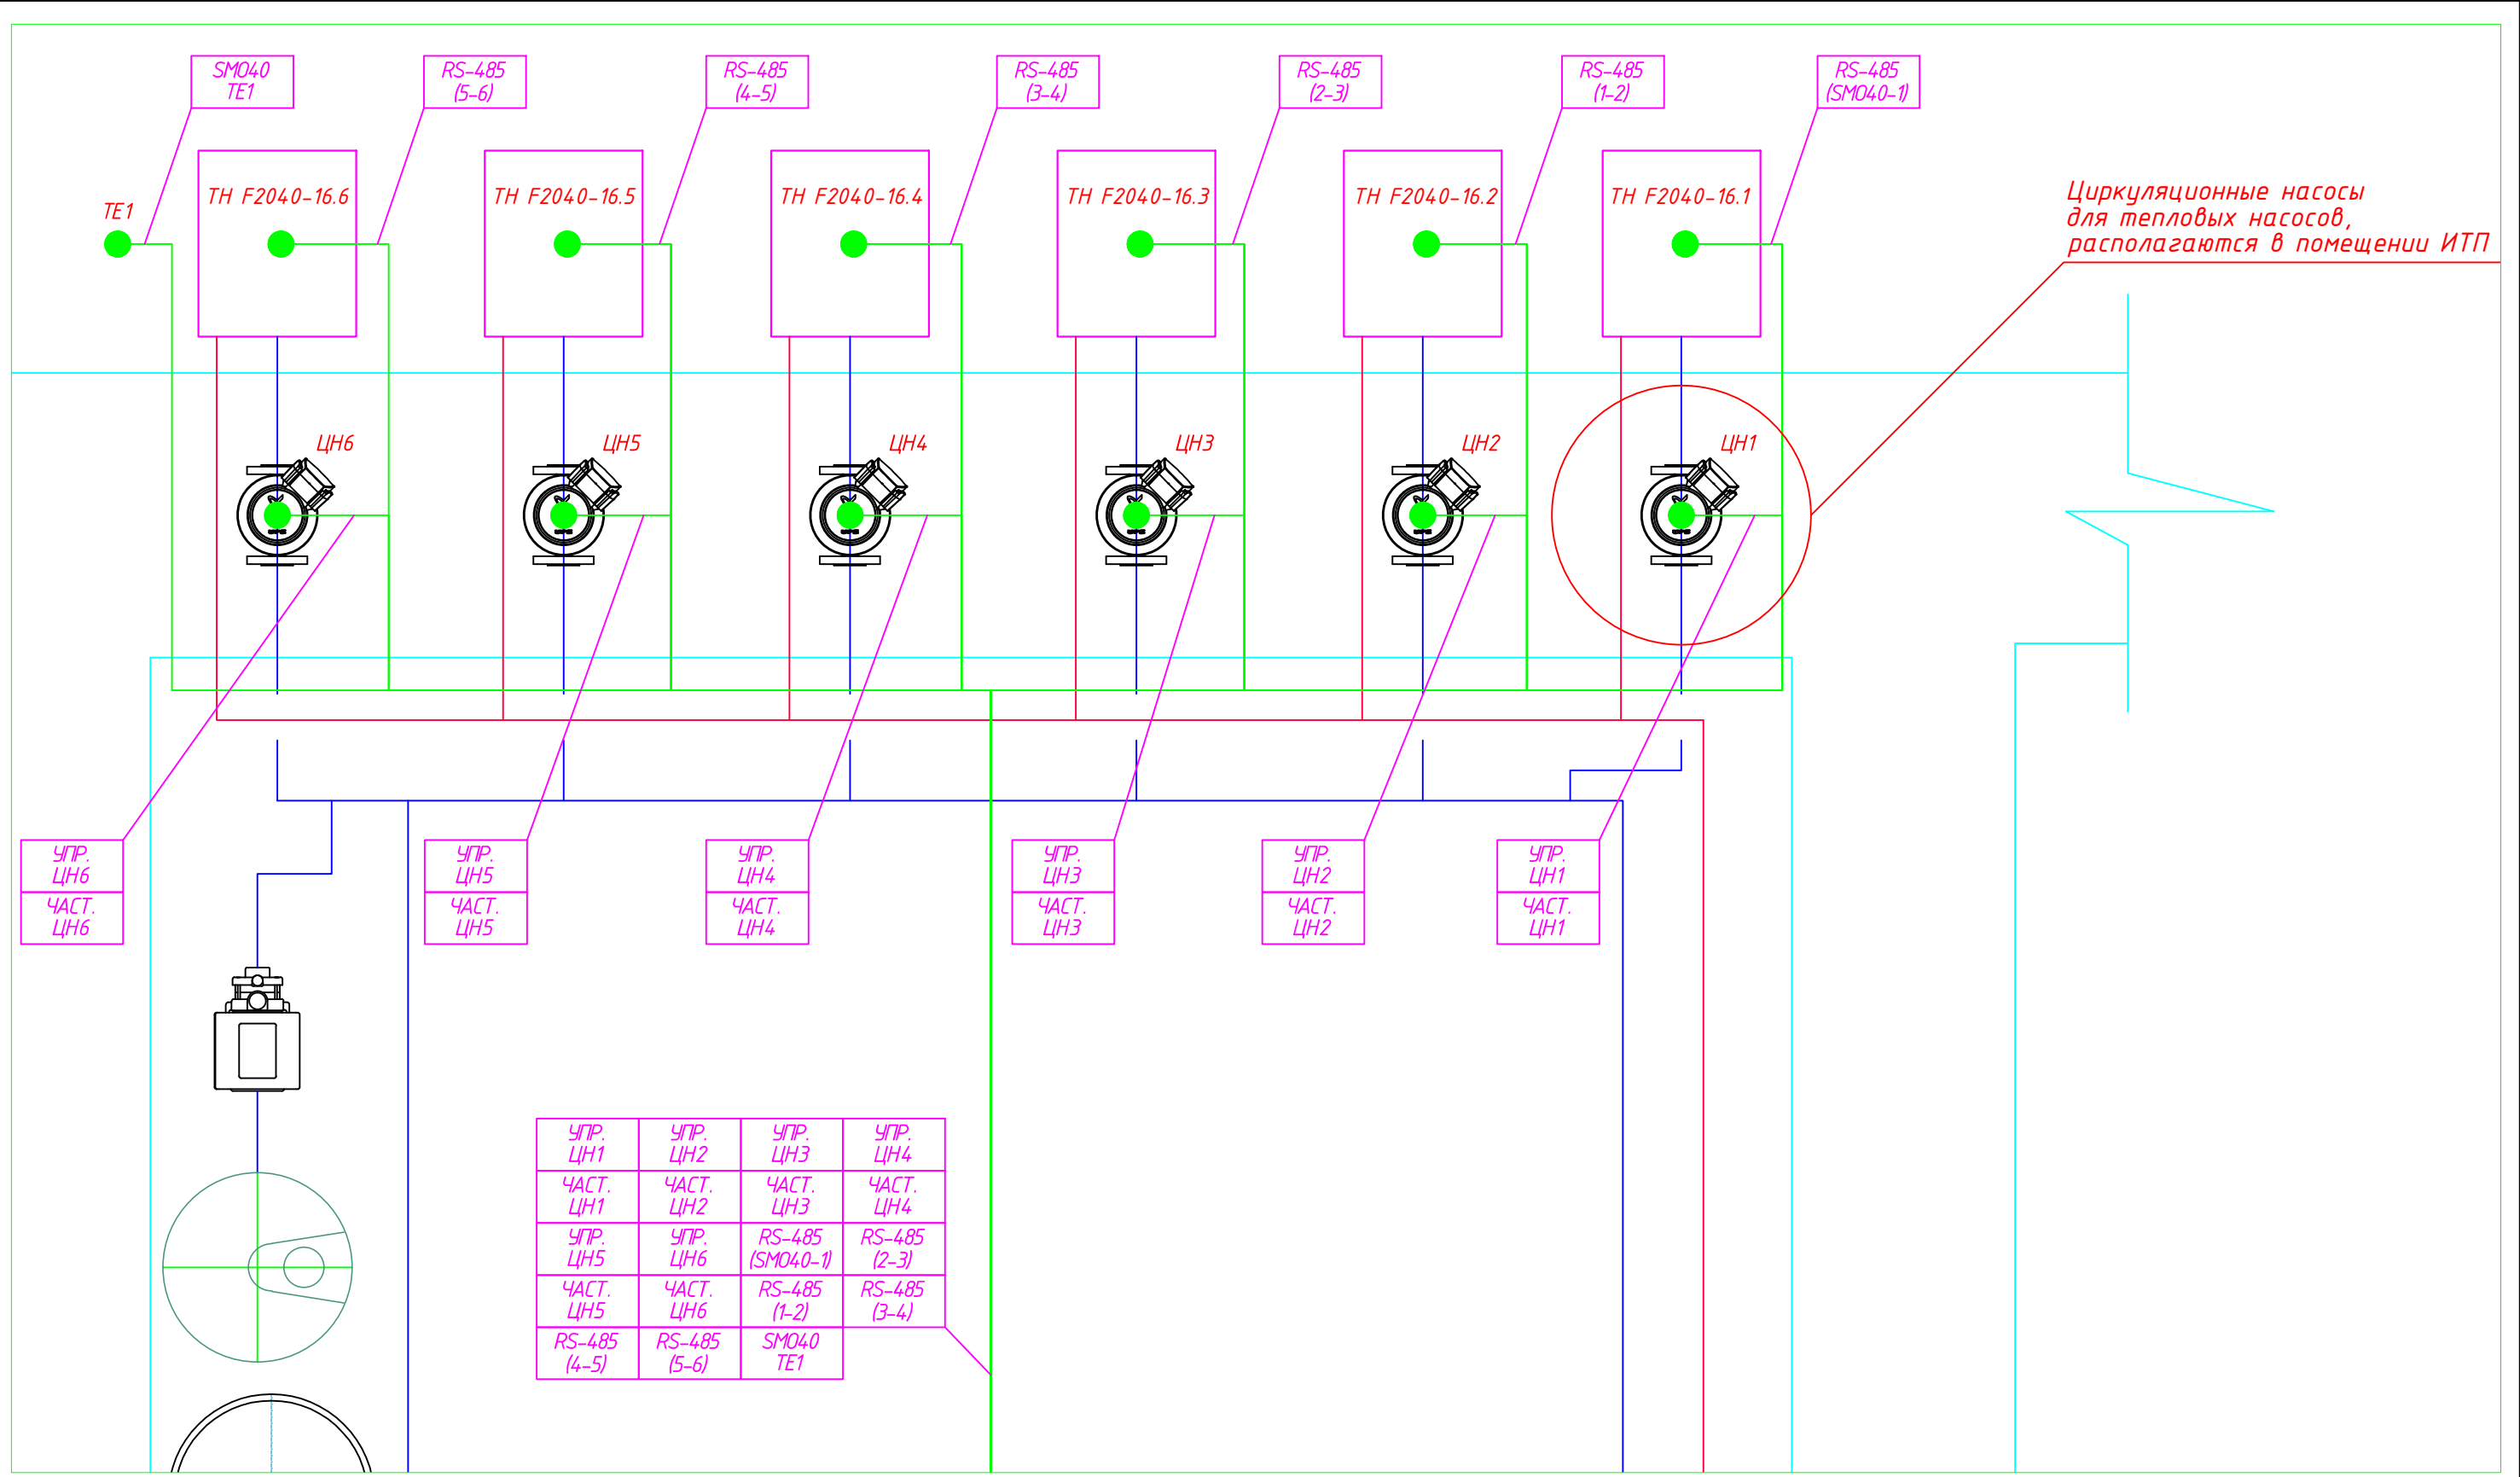 SMO40
TE1
RS-485
(5-6)
RS-485
(4-5)
RS-485
(3-4)
RS-485
(2-3)
RS-485
(1-2)
RS-485
(SMO40-1)
TE1
ТН F2040-16.6
ТН F2040-16.5
ТН F2040-16.4
ТН F2040-16.3
ТН F2040-16.2
ТН F2040-16.1
Циркуляционные насосы
для тепловых насосов,
располагаются в помещении ИТП
ЦН6
ЦН5
ЦН4
ЦН3
ЦН2
ЦН1
УПР.
ЦН6
ЧАСТ.
ЦН6
УПР.
ЦН5
ЧАСТ.
ЦН5
УПР.
ЦН4
ЧАСТ.
ЦН4
УПР.
ЦН3
ЧАСТ.
ЦН3
УПР.
ЦН2
ЧАСТ.
ЦН2
УПР.
ЦН1
ЧАСТ.
ЦН1
УПР.
ЦН1
УПР.
ЦН2
УПР.
ЦН3
УПР.
ЦН4
ЧАСТ.
ЦН1
ЧАСТ.
ЦН2
ЧАСТ.
ЦН3
ЧАСТ.
ЦН4
УПР.
ЦН5
УПР.
ЦН6
RS-485
(SMO40-1)
RS-485
(2-3)
ЧАСТ.
ЦН5
ЧАСТ.
ЦН6
RS-485
(1-2)
RS-485
(3-4)
RS-485
(4-5)
RS-485
(5-6)
SMO40
TE1